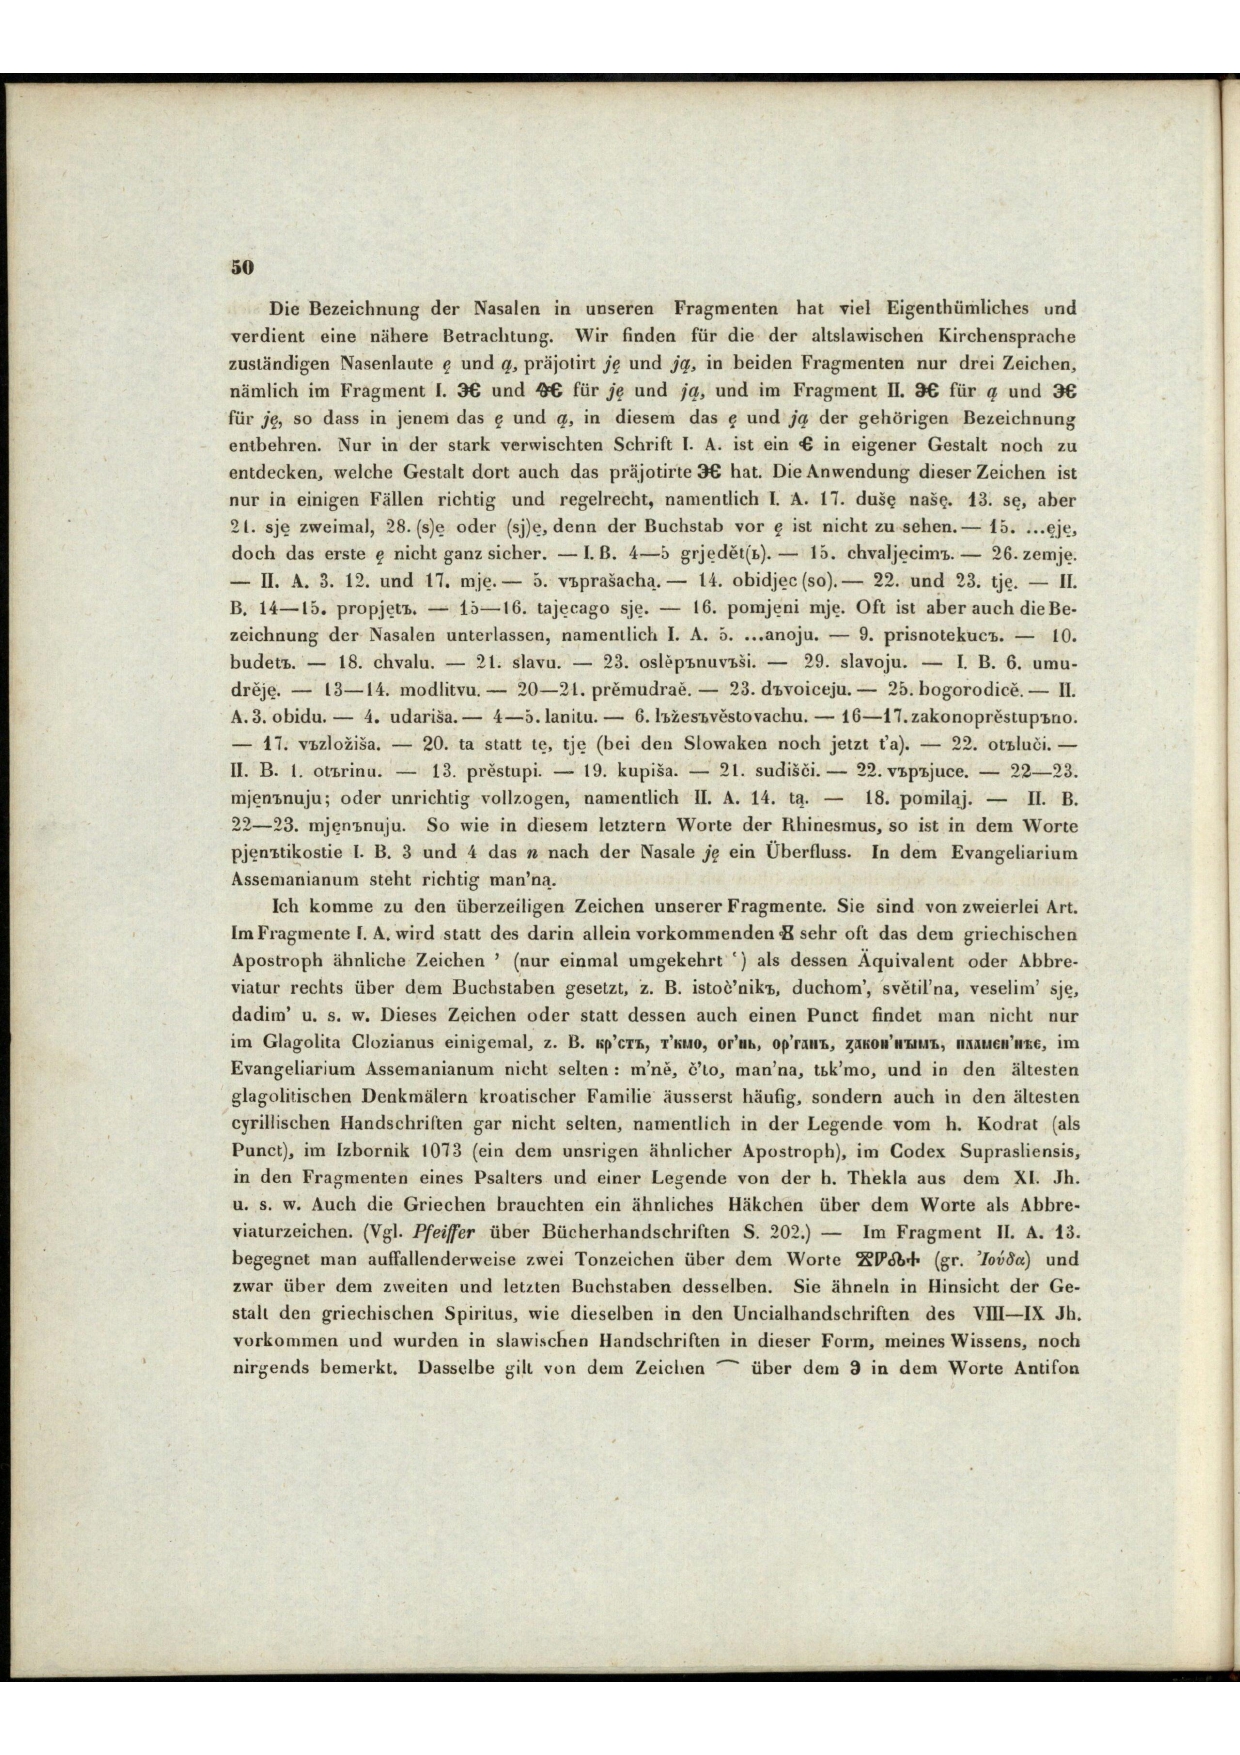 50
Die Bezeichnung der Nasalen in unseren Fragmenten hat viel Eigenthümliches und
verdient eine nähere Betrachtung. Wir finden für die der altslawischen Kirchensprache
zuständigen Nasenlaute ę und ą, präjotirt ję und ją, in beiden Fragmenten nur drei Zeichen,
nämlich im Fragment I. ⰵⰔ und ⱙ für ję und ją, und im Fragment II. ⱗ für ą und ⱗ
für ję, so dass in jenem das ę und ą, in diesem das ę und ją der gehörigen Bezeichnung
entbehren. Nur in der stark verwischten Schrift I. A. ist ein ⱔ in eigener Gestalt noch zu
entdecken, welche Gestalt dort auch das präjotirte ⱗ hat. Die Anwendung dieser Zeichen ist
nur in einigen Fällen richtig und regelrecht, namentlich I. A. 17. dušę našę. 13. sę, aber
21. sję zweimal, 28. (s)ę oder (sj)ę, denn der Buchstab vor ę ist nicht zu sehen. — 15. ...ęję,
doch das erste ę nicht ganz sicher. — I. B. 4—5 grjędět(ь). — 15. chvaljęcimъ. — 26. zemję.
— II. A. 3. 12. und 17. mję. — 5. vъprašachą. — 14. obidjęc (so). — 22. und 23. tję. — II.
B. 14—15. propjętъ. — 15—16. tajęcago sję. — 16. pomjęni mję. Oft ist aber auch die Be-
zeichnung der Nasalen unterlassen, namentlich I. A. 5. ...anoju. — 9. prisnotekucъ. — 10.
budetъ. — 18. chvalu. — 21. slavu. — 23. oslěpъnuvъši. — 29. slavoju. — I. B. 6. umu-
drěję. — 13—14. modlitvu. — 20—21. prěmudraě. — 23. dъvoiceju. — 25. bogorodicě. — II.
A. 3. obidu. — 4. udariša. — 4—5. lanitu. — 6. lъžesъvěstovachu. — 16—17. zakonoprěstupъno.
— 17. vъzložiša. — 20. ta statt tę, tję (bei den Slowaken noch jetzt t'a). — 22. otъluči. —
II. B. 1. otъrinu. — 13. prěstupi. — 19. kupiša. — 21. sudišči. — 22. vъpъjuce. — 22—23.
mjęnъnuju; oder unrichtig vollzogen, namentlich II. A. 14. tą. — 18. pomiląj. — II. B.
22—23. mjęnъnuju. So wie in diesem letztern Worte der Rhinesmus, so ist in dem Worte
pjęnъtikostie I. B. 3 und 4 das n nach der Nasale ję ein Überfluss. In dem Evangeliarium
Assemanianum steht richtig man'ną.
Ich komme zu den überzeiligen Zeichen unserer Fragmente. Sie sind von zweierlei Art.
Im Fragmente I. A. wird statt des darin allein vorkommenden ⱏ sehr oft das dem griechischen
Apostroph ähnliche Zeichen ’ (nur einmal umgekehrt ‘) als dessen Äquivalent oder Abbre-
viatur rechts über dem Buchstaben gesetzt, z. B. istoč'nikъ, duchom', světil'na, veselim' sję,
dadim' u. s. w. Dieses Zeichen oder statt dessen auch einen Punct findet man nicht nur
im Glagolita Clozianus einigemal, z. B. кр'стъ, т'кмо, ог'нь, ор'ганъ, ꙁакон'нымъ, пламєн'нѣє, im
Evangeliarium Assemanianum nicht selten: m'ně, č'to, man'na, tьk'mo, und in den ältesten
glagolitischen Denkmälern kroatischer Familie äusserst häufig, sondern auch in den ältesten
cyrillischen Handschriften gar nicht selten, namentlich in der Legende vom h. Kodrat (als
Punct), im Izbornik 1073 (ein dem unsrigen ähnlicher Apostroph), im Codex Suprasliensis,
in den Fragmenten eines Psalters und einer Legende von der h. Thekla aus dem XI. Jh.
u. s. w. Auch die Griechen brauchten ein ähnliches Häkchen über dem Worte als Abbre-
viaturzeichen. (Vgl. Pfeiffer über Bücherhandschriften S. 202.) — Im Fragment II. A. 13.
begegnet man auffallenderweise zwei Tonzeichen über dem Worte (gr. Ἰούδα) und
zwar über dem zweiten und letzten Buchstaben desselben. Sie ähneln in Hinsicht der Ge-
stalt den griechischen Spiritus, wie dieselben in den Uncialhandschriften des VIII—IX Jh.
vorkommen und wurden in slawischen Handschriften in dieser Form, meines Wissens, noch
nirgends bemerkt. Dasselbe gilt von dem Zeichen ⁀ über dem ⰵ in dem Worte Antifon